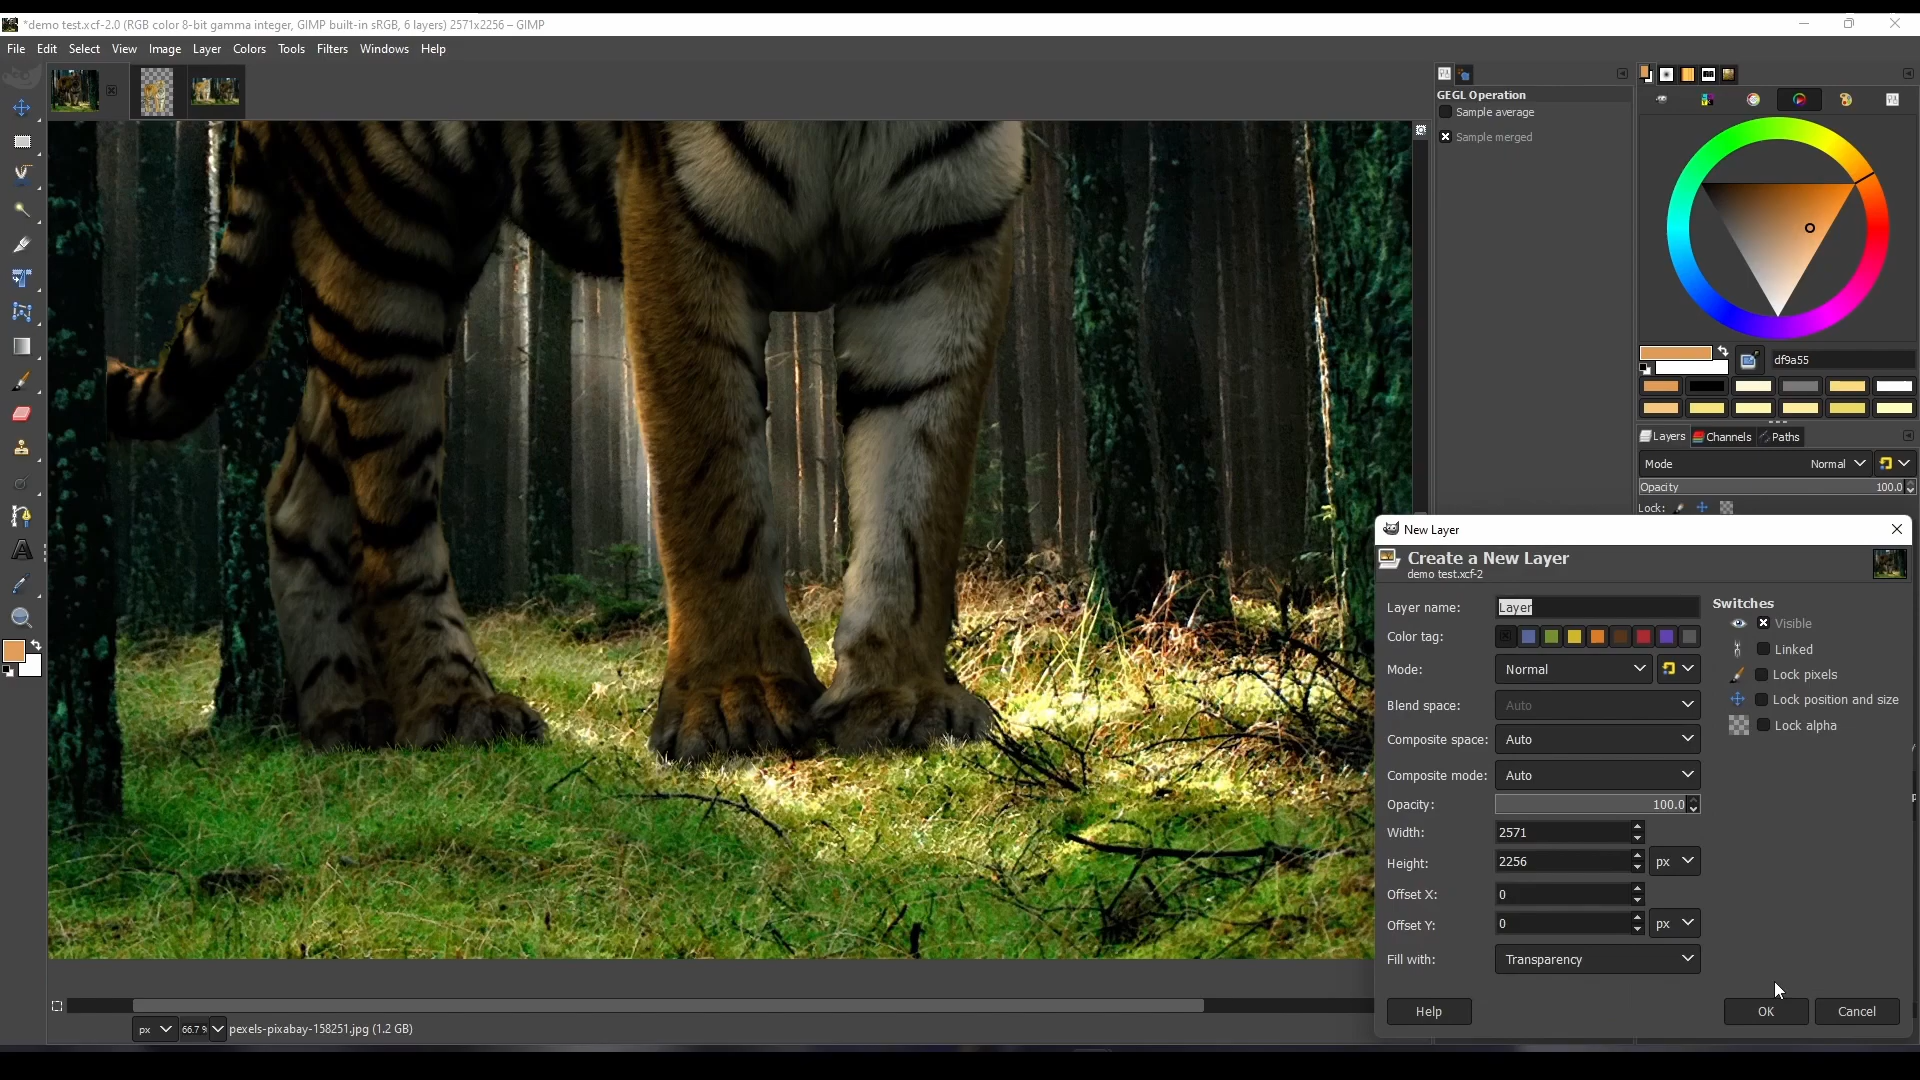 *demo test.xcf-2.0 (RGB color 8-bit gamma integer, GIMP built-in sRGB, 6 layers) 2571x2256 – GIMP
File Edit Select View Image Layer Colors Tools Filters Windows Help
GEGL Operation
Sample average
Sample merged
df9a55
Layers Channels Paths
Mode Normal
Opacity 100.0
Lock:
New Layer
Create a New Layer
demo test.xcf-2
Layer name: Layer
Color tag:
Mode: Normal
Blend space: Auto
Composite space: Auto
Composite mode: Auto
Opacity: 100.0
Width: 2571
Height: 2256 px
Offset X: 0
Offset Y: 0 px
Fill with: Transparency
Switches
Visible
Linked
Lock pixels
Lock position and size
Lock alpha
Help OK Cancel
px 66.7 % pexels-pixabay-158251.jpg (1.2 GB)